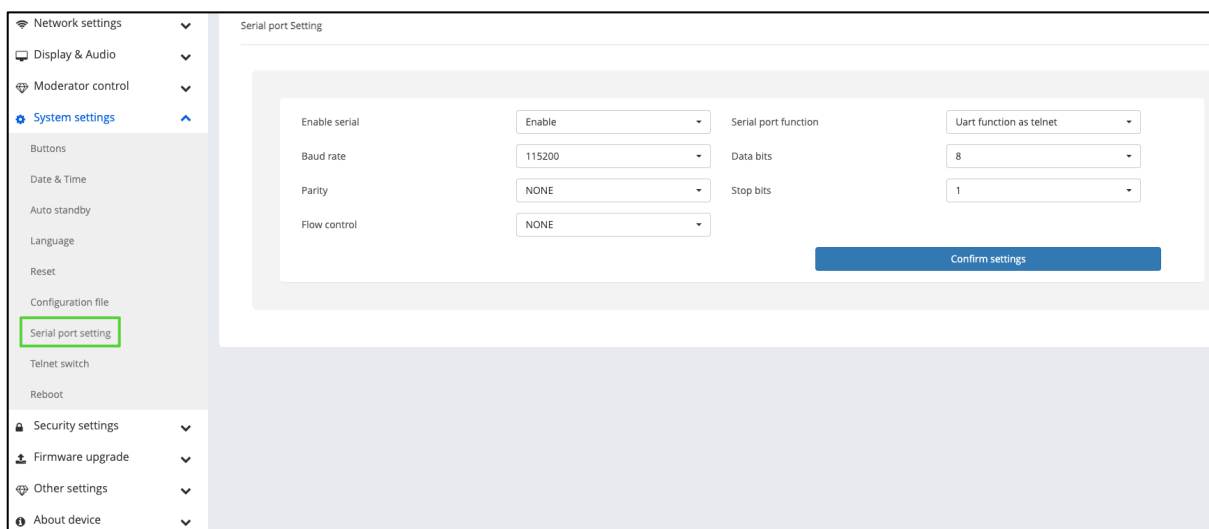 Network settings
Display & Audio
Moderator control
System settings
Buttons
Date & Time
Auto standby
Language
Reset
Configuration file
Serial port setting
Telnet switch
Reboot
Security settings
Firmware upgrade
Other settings
About device
Serial port Setting
Enable serial Enable Serial port function Uart function as telnet
Baud rate 115200 Data bits 8
Parity NONE Stop bits 1
Flow control NONE
Confirm settings